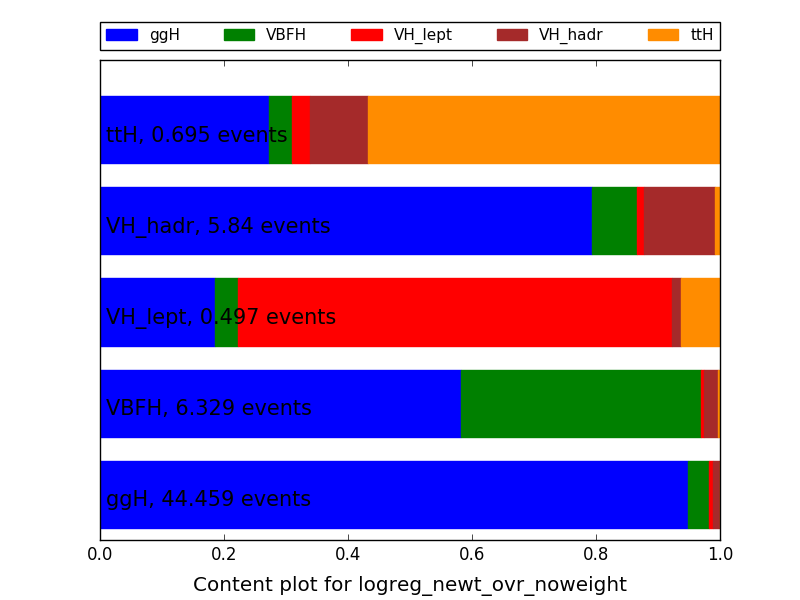 ggH VBFH VH_lept VH_hadr ttH
ttH, 0.695 events
VH_hadr, 5.84 events
VH_lept, 0.497 events
VBFH, 6.329 events
ggH, 44.459 events
0.0 0.2 0.4 0.6 0.8 1.0
Content plot for logreg_newt_ovr_noweight